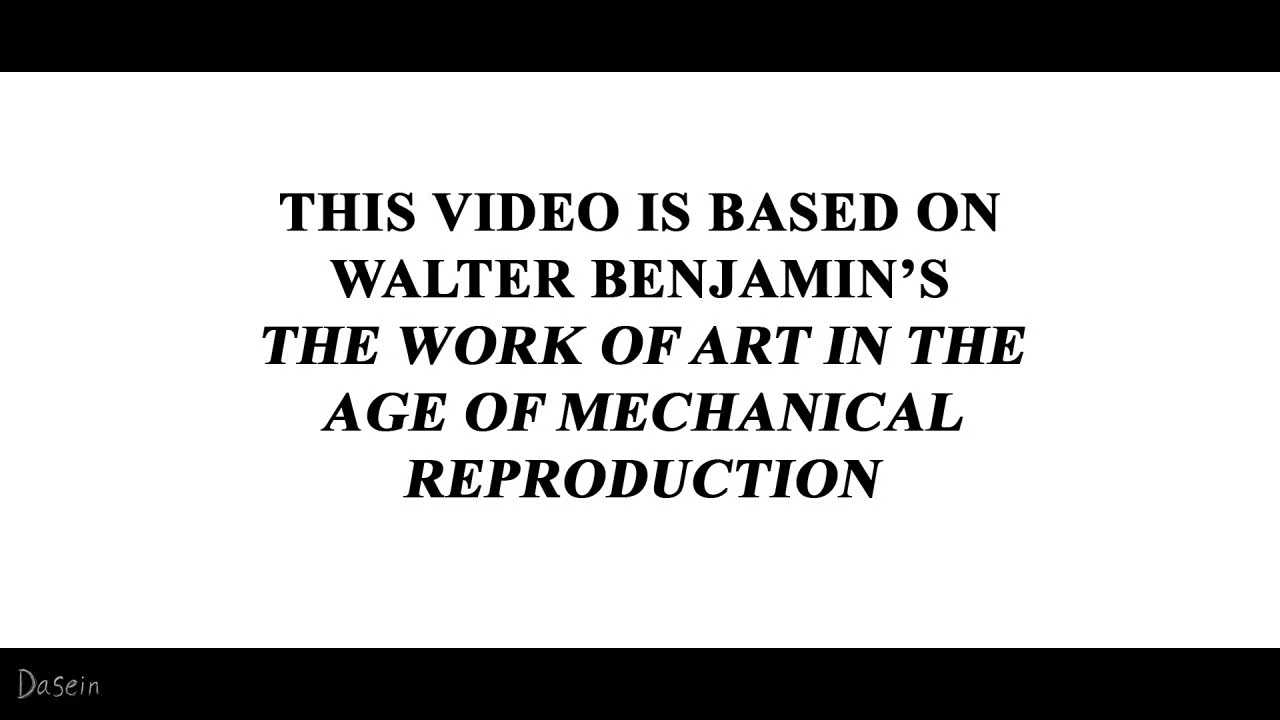 THIS VIDEO IS BASED ON
WALTER BENJAMIN’S
THE WORK OF ART IN THE
AGE OF MECHANICAL
REPRODUCTION
Dasein